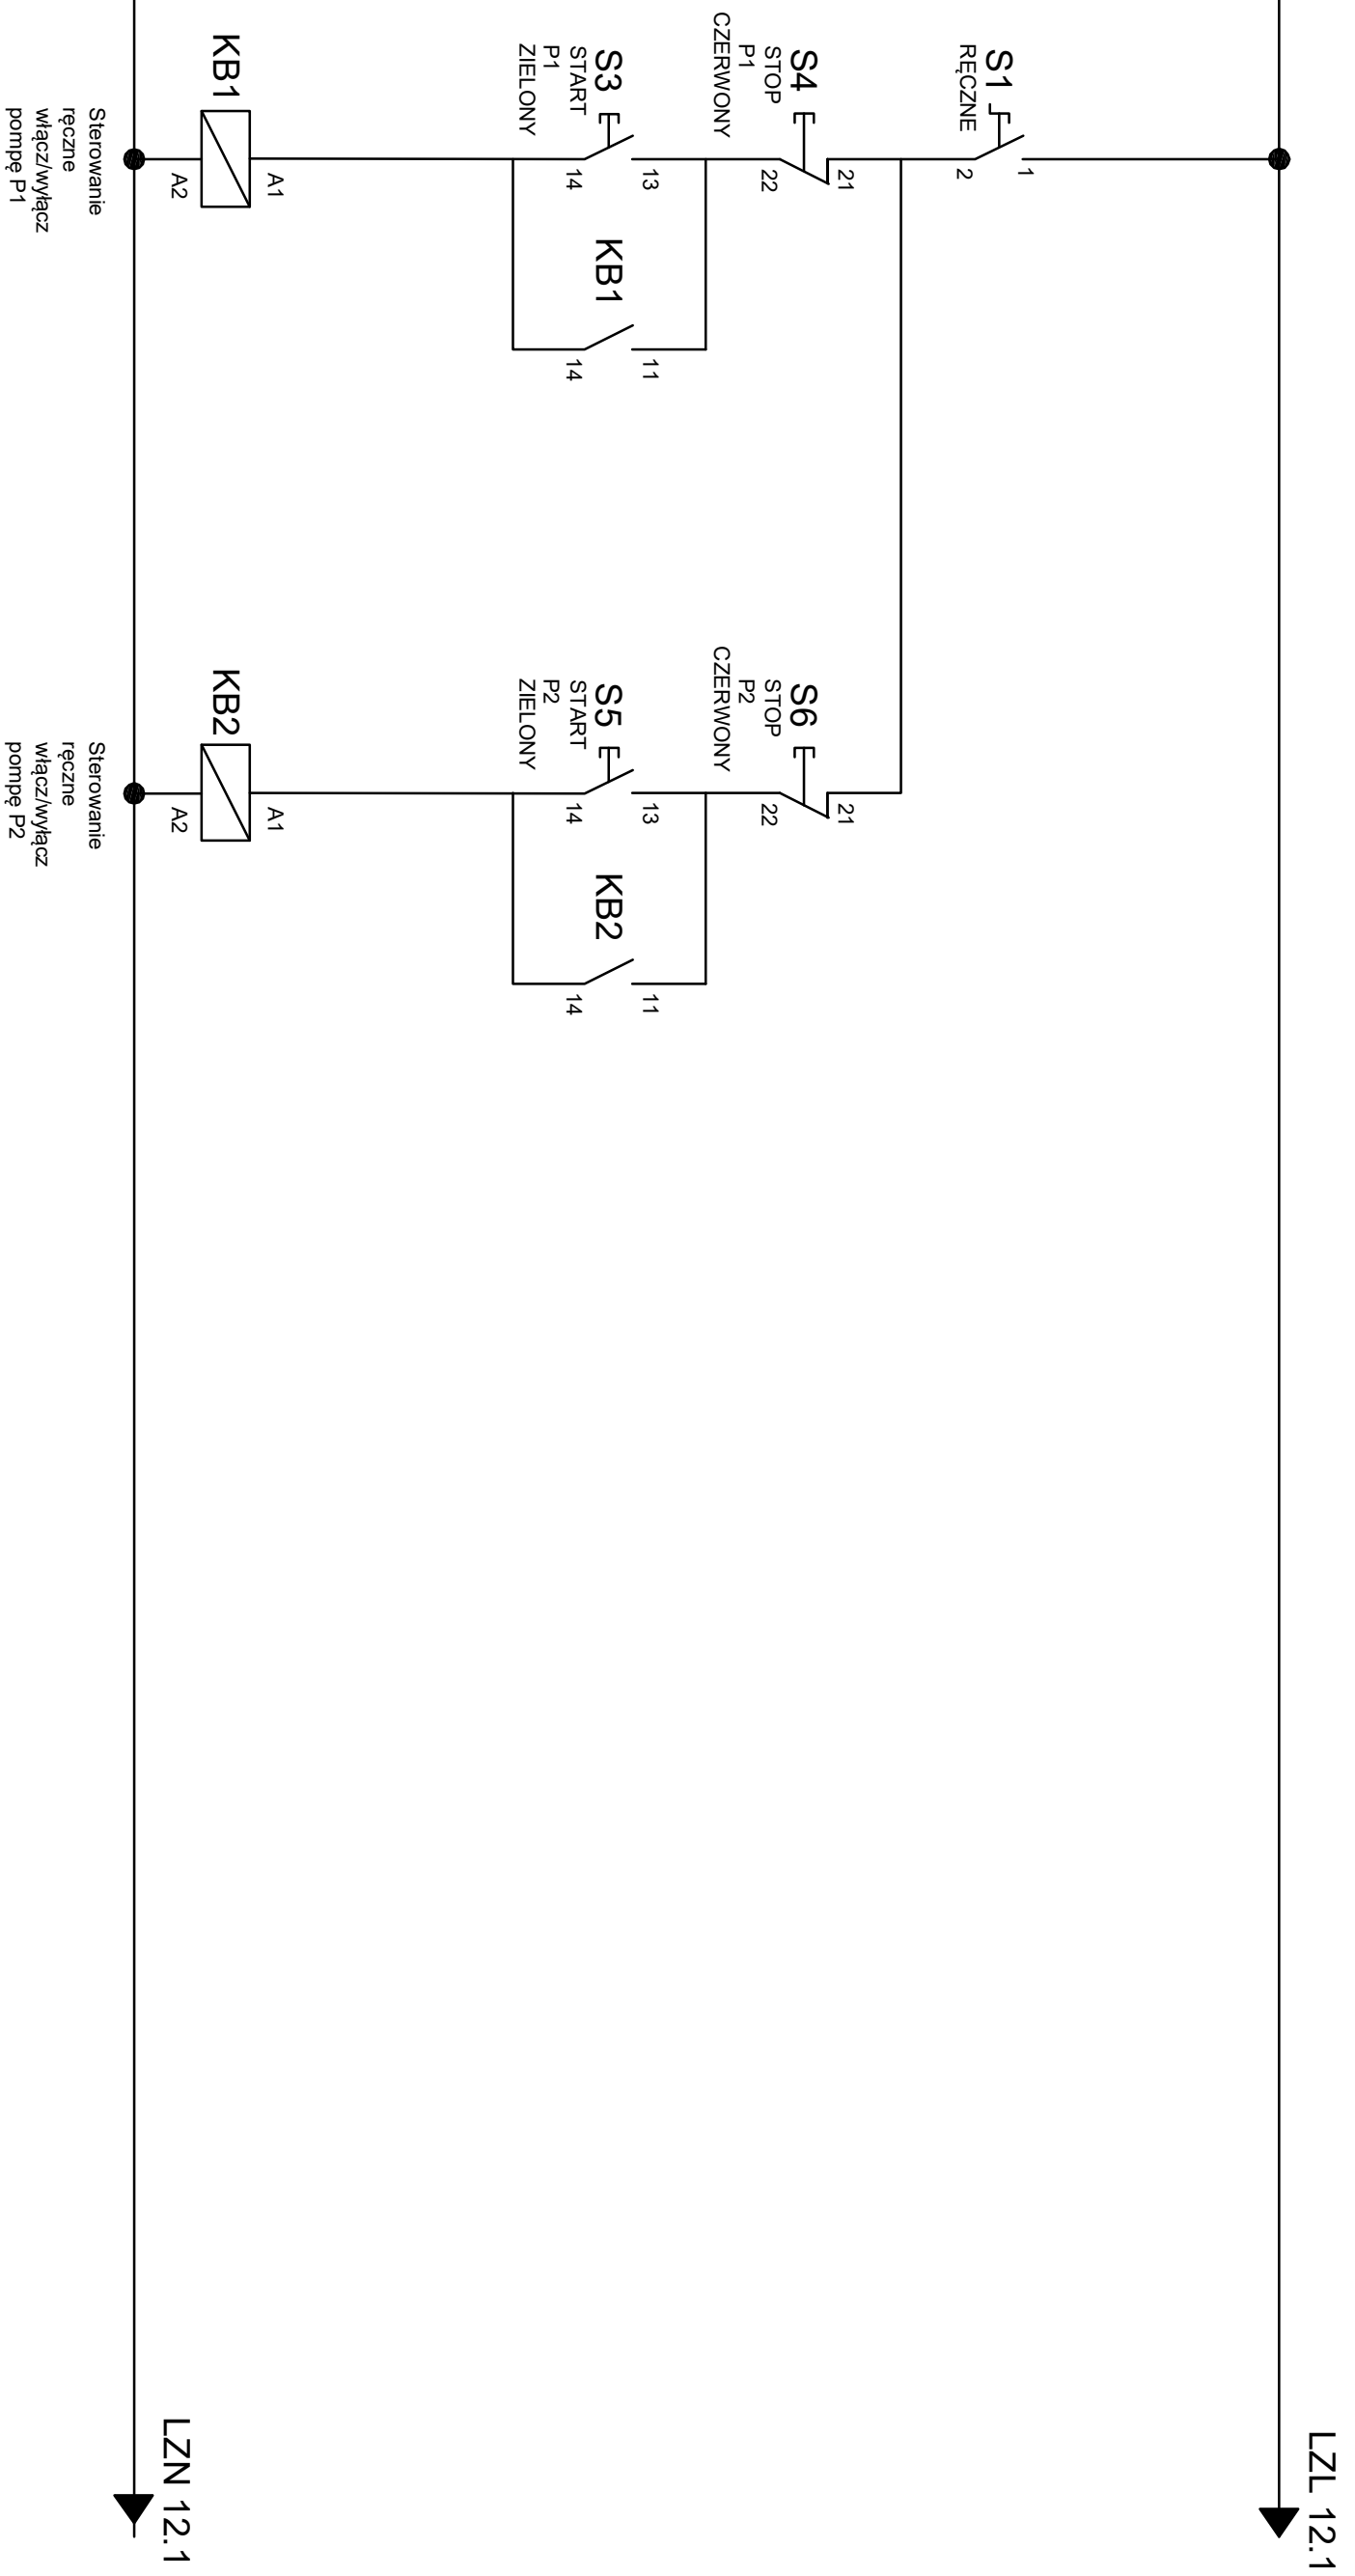 LZL 12.1
S1
RĘCZNE
1
2
S4
STOP
P1
CZERWONY
21
22
S6
STOP
P2
CZERWONY
21
22
S3
START
P1
ZIELONY
13
14
KB1
11
14
S5
START
P2
ZIELONY
13
14
KB2
11
14
KB1
A1
A2
KB2
A1
A2
LZN 12.1
Sterowanie
ręczne
włącz/wyłącz
pompę P1
Sterowanie
ręczne
włącz/wyłącz
pompę P2